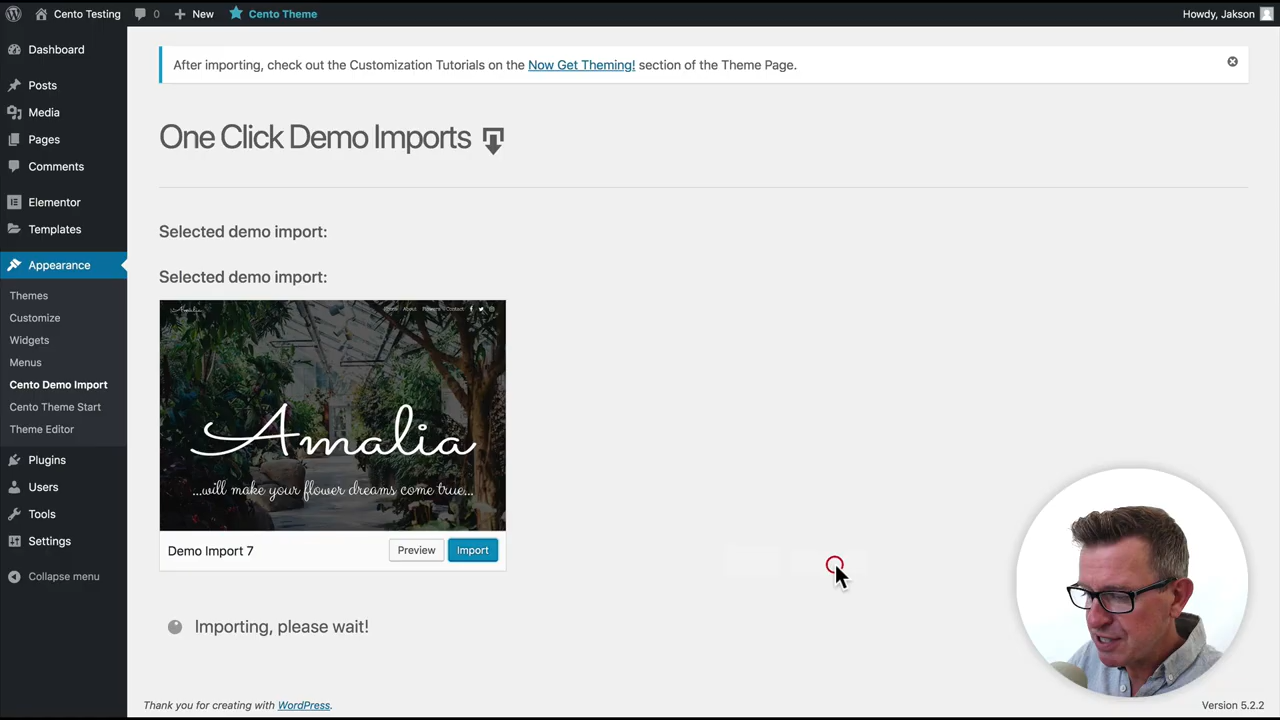 Cento Testing 0 New Cento Theme Howdy, Jakson
Dashboard
Posts
Media
Pages
Comments
Elementor
Templates
Appearance
Themes
Customize
Widgets
Menus
Cento Demo Import
Cento Theme Start
Theme Editor
Plugins
Users
Tools
Settings
Collapse menu
After importing, check out the Customization Tutorials on the Now Get Theming! section of the Theme Page.
One Click Demo Imports
Selected demo import:
Selected demo import:
Amalia
About Flowers Contact
Amalia
...will make your flower dreams come true...
Demo Import 7 Preview Import
Importing, please wait!
Thank you for creating with WordPress. Version 5.2.2